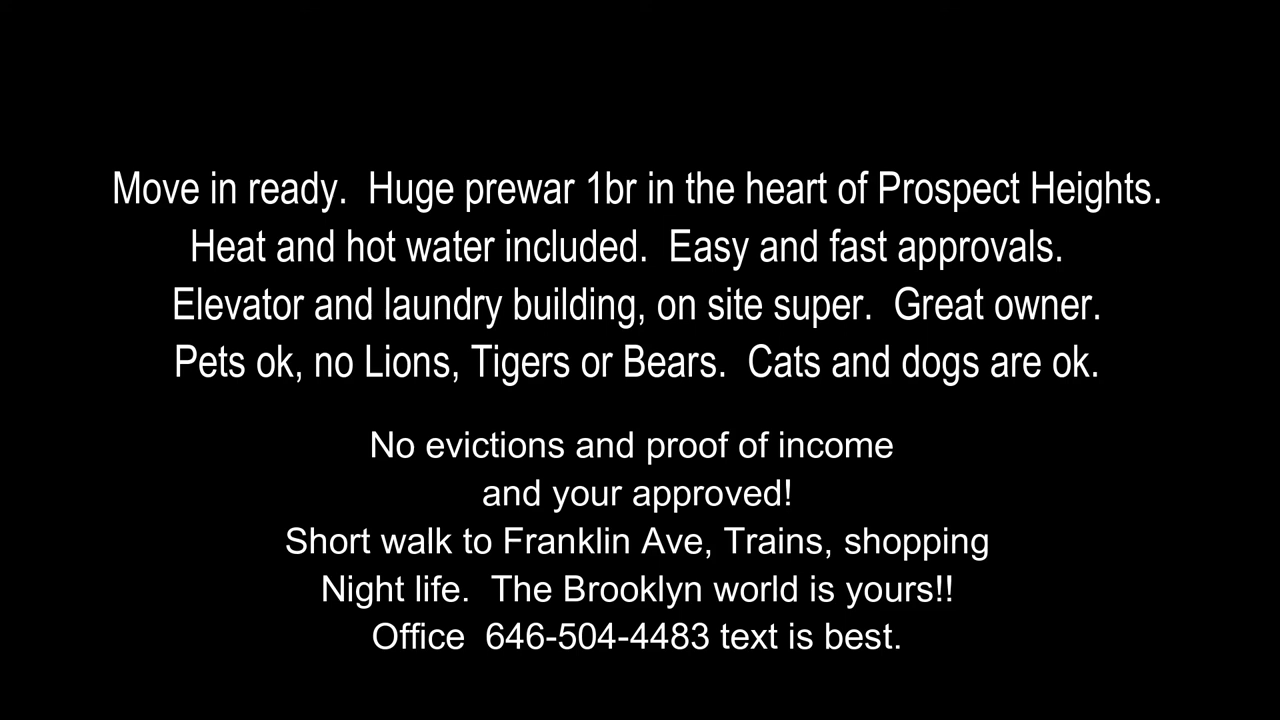 Move in ready.  Huge prewar 1br in the heart of Prospect Heights.
Heat and hot water included.  Easy and fast approvals.
Elevator and laundry building, on site super.  Great owner.
Pets ok, no Lions, Tigers or Bears.  Cats and dogs are ok.
No evictions and proof of income
and your approved!
Short walk to Franklin Ave, Trains, shopping
Night life.  The Brooklyn world is yours!!
Office  646-504-4483 text is best.